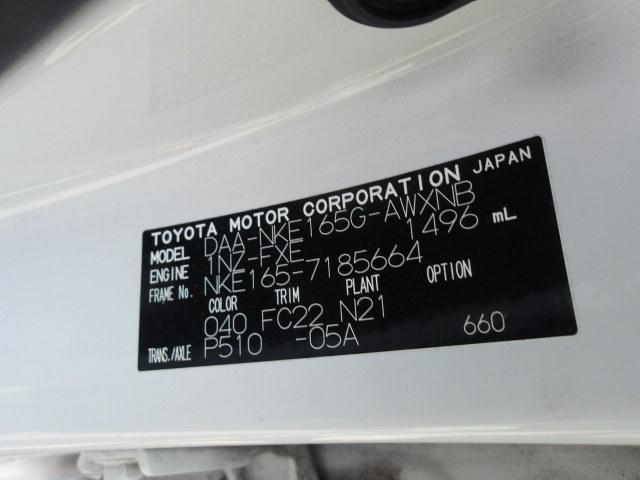 TOYOTA MOTOR CORPORATION JAPAN
MODEL DAA-NKE165G-AWXNB
ENGINE 1NZ-FXE 1496 mL
FRAME No. NKE165-7185664
COLOR TRIM PLANT OPTION
040 FC22 N21
TRANS./AXLE P510 -05A 660